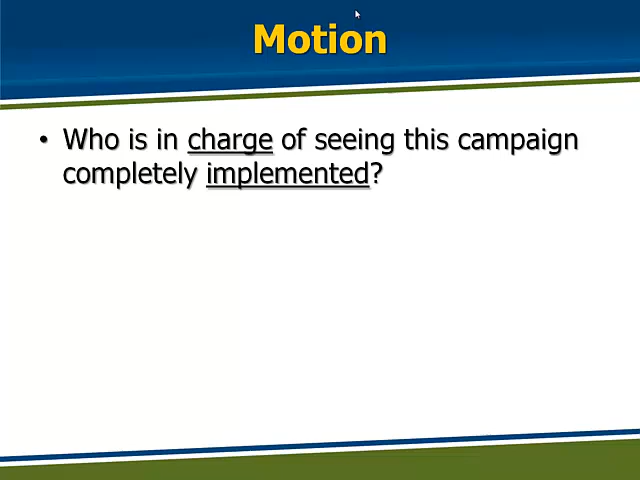 Motion
• Who is in charge of seeing this campaign
completely implemented?